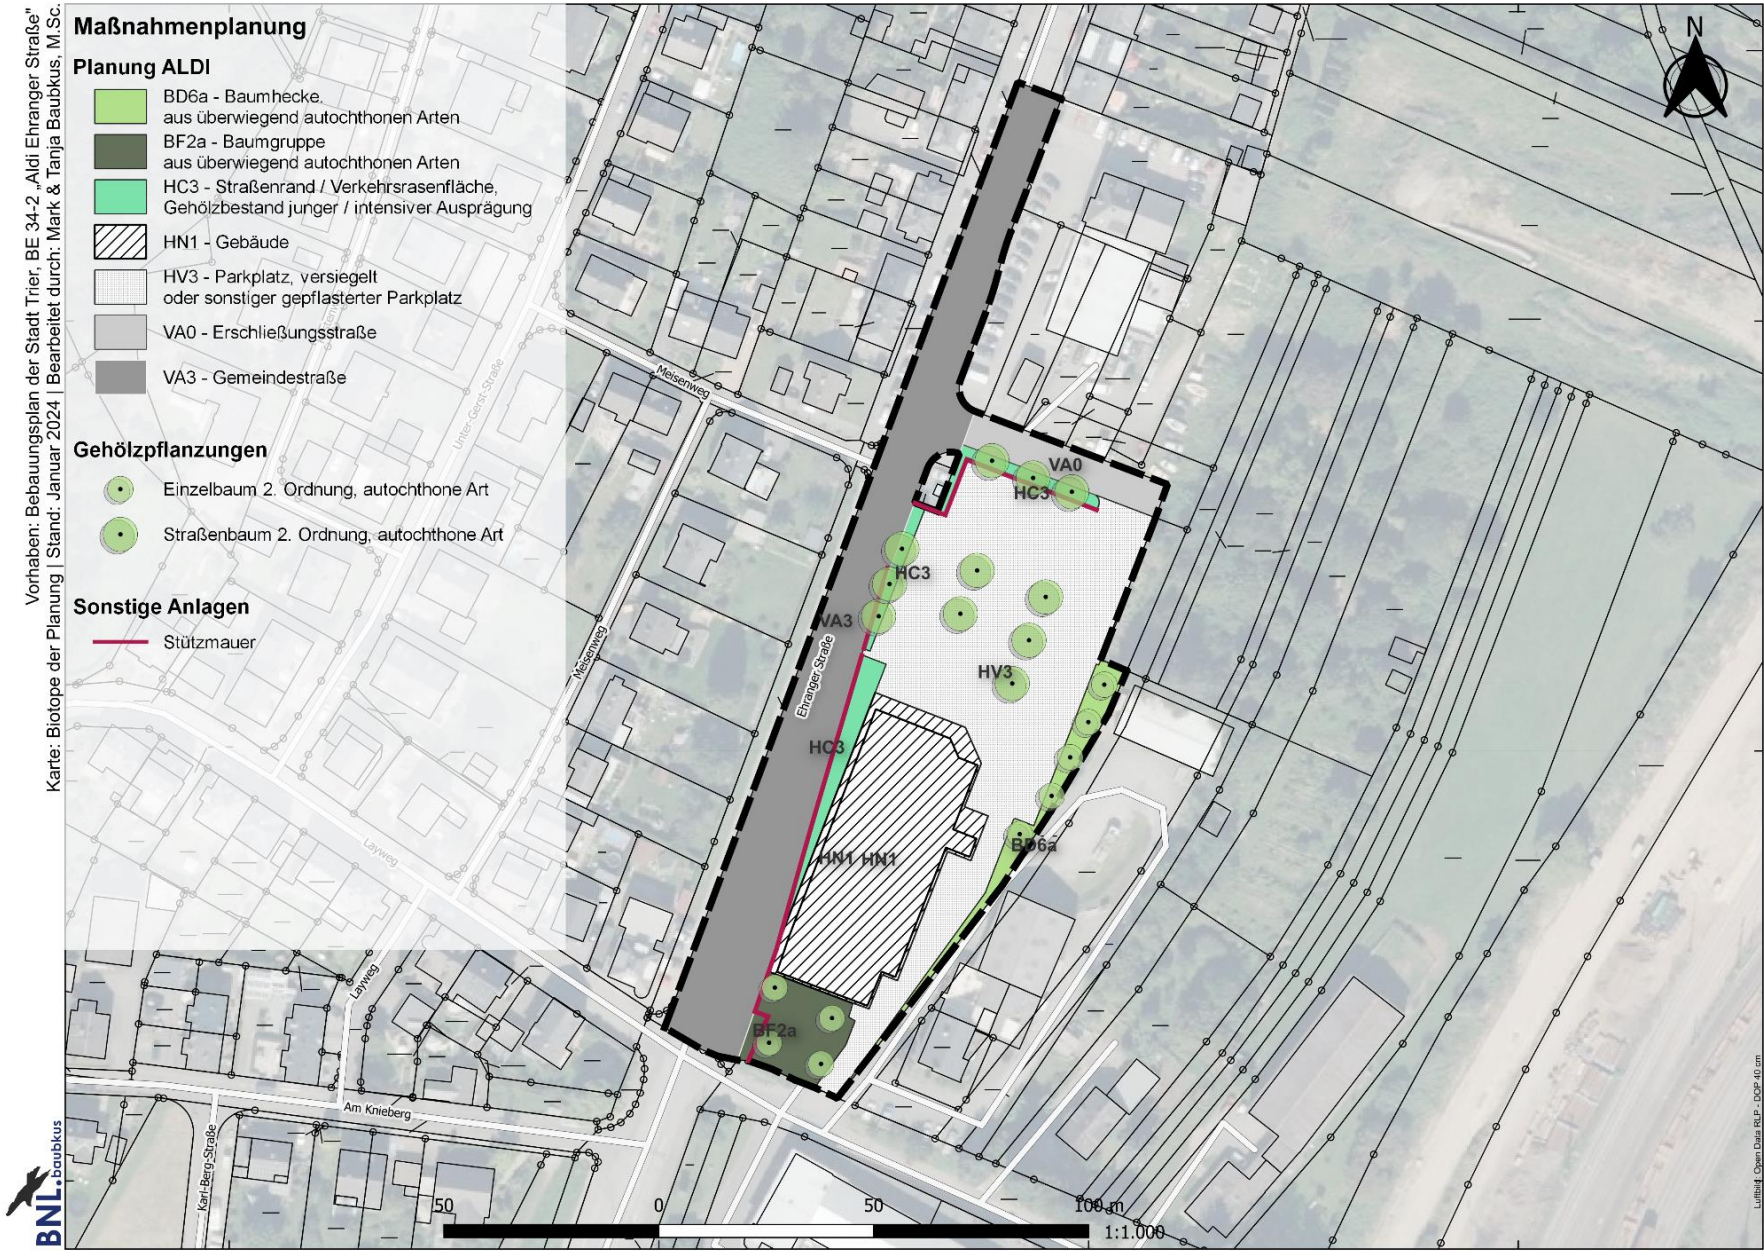 Vorhaben: Bebauungsplan der Stadt Trier, BE 34-2 „Aldi Ehranger Straße"
Karte: Biotope der Planung | Stand: Januar 2024 | Bearbeitet durch: Mark & Tanja Baubkus, M.Sc.
Maßnahmenplanung
Planung ALDI
BD6a - Baumhecke,
aus überwiegend autochthonen Arten
BF2a - Baumgruppe
aus überwiegend autochthonen Arten
HC3 - Straßenrand / Verkehrsrasenfläche,
Gehölzbestand junger / intensiver Ausprägung
HN1 - Gebäude
HV3 - Parkplatz, versiegelt
oder sonstiger gepflasterter Parkplatz
VA0 - Erschließungsstraße
VA3 - Gemeindestraße
Gehölzpflanzungen
Einzelbaum 2. Ordnung, autochthone Art
Straßenbaum 2. Ordnung, autochthone Art
Sonstige Anlagen
Stützmauer
N
Meisenweg
Unter-Gerst-Straße
VA0
HC3
HC3
VA3
Meisenweg
Ehranger Straße
HV3
HC3
BD6a
HN1 HN1
Layweg
Layweg
BF2a
Am Knieberg
Karl-Berg-Straße
50 0 50 100 m
1:1.000
BNL.baubkus
Luftbild: Open Data RLP - DOP 40 cm